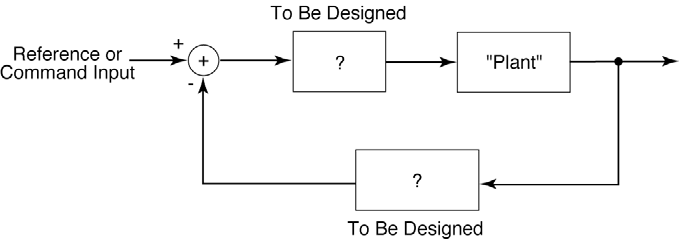 To Be Designed
Reference or
Command Input
+
+
-
?
"Plant"
?
To Be Designed